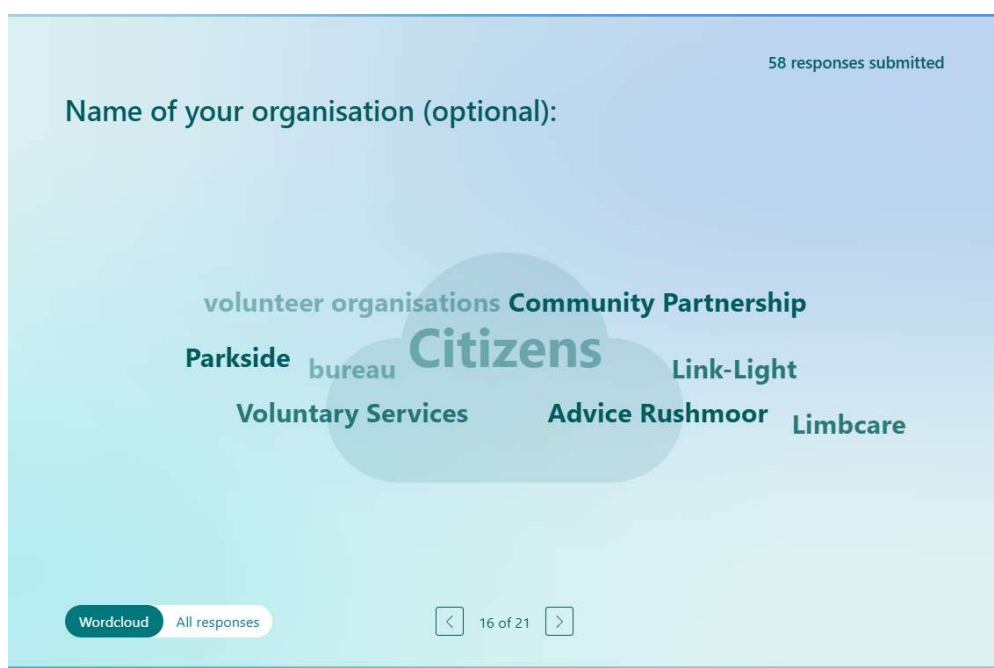 58 responses submitted
Name of your organisation (optional):
volunteer organisations Community Partnership
Citizens
Parkside bureau Link-Light
Voluntary Services Advice Rushmoor Limbcare
Wordcloud All responses 16 of 21